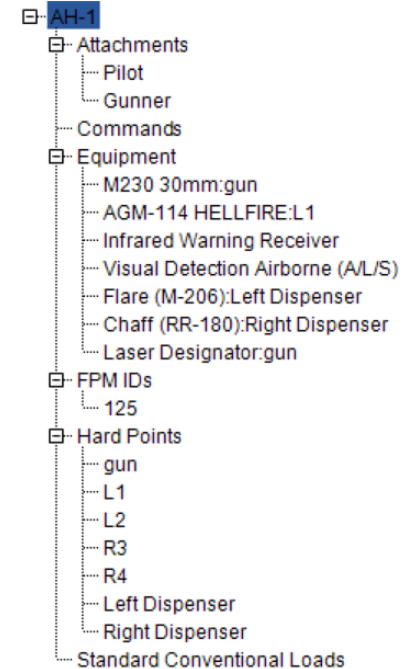 AH-1
Attachments
Pilot
Gunner
Commands
Equipment
M230 30mm:gun
AGM-114 HELLFIRE:L1
Infrared Warning Receiver
Visual Detection Airborne (A/L/S)
Flare (M-206):Left Dispenser
Chaff (RR-180):Right Dispenser
Laser Designator:gun
FPM IDs
125
Hard Points
gun
L1
L2
R3
R4
Left Dispenser
Right Dispenser
Standard Conventional Loads